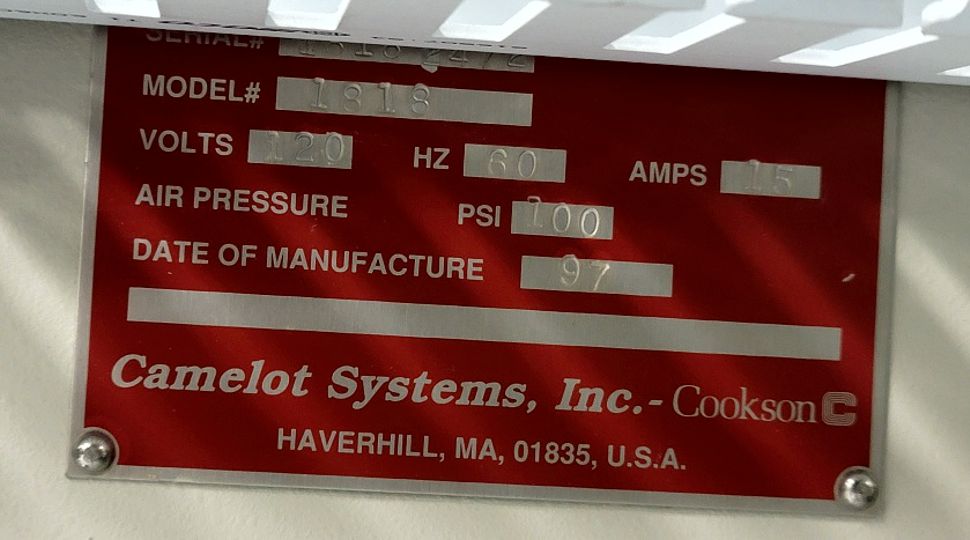 SERIAL#
MODEL# 1818
VOLTS 120 HZ 60 AMPS 15
AIR PRESSURE PSI 100
DATE OF MANUFACTURE 97
Camelot Systems, Inc.- Cookson C
HAVERHILL, MA, 01835, U.S.A.